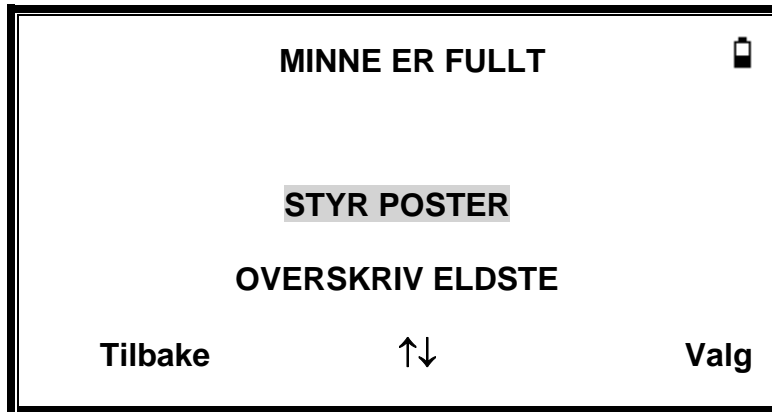 MINNE ER FULLT
STYR POSTER
OVERSKRIV ELDSTE
Tilbake ↑↓ Valg